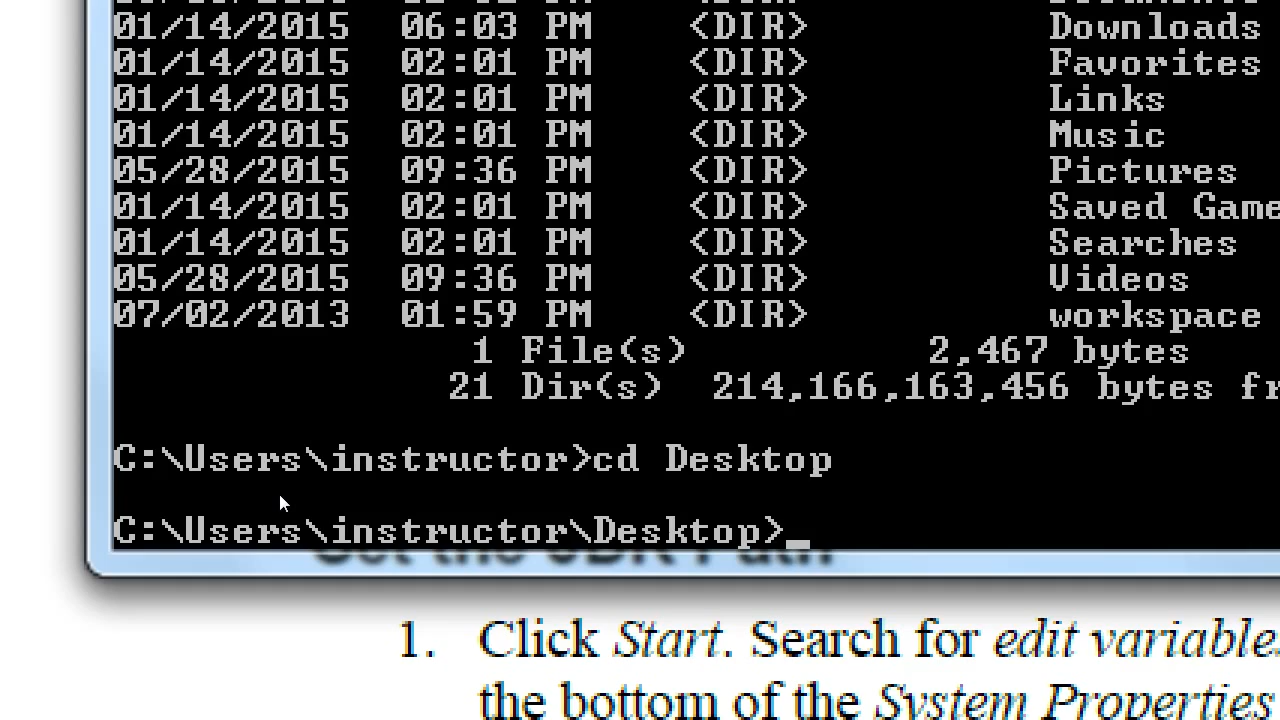 01/14/2015 06:03 PM <DIR> Downloads
01/14/2015 02:01 PM <DIR> Favorites
01/14/2015 02:01 PM <DIR> Links
01/14/2015 02:01 PM <DIR> Music
05/28/2015 09:36 PM <DIR> Pictures
01/14/2015 02:01 PM <DIR> Saved Game
01/14/2015 02:01 PM <DIR> Searches
05/28/2015 09:36 PM <DIR> Videos
07/02/2013 01:59 PM <DIR> workspace
1 File(s) 2,467 bytes
21 Dir(s) 214,166,163,456 bytes fr
C:\Users\instructor>cd Desktop
C:\Users\instructor\Desktop>_
Set the JDK Path
1. Click Start. Search for edit variable
the bottom of the System Properties